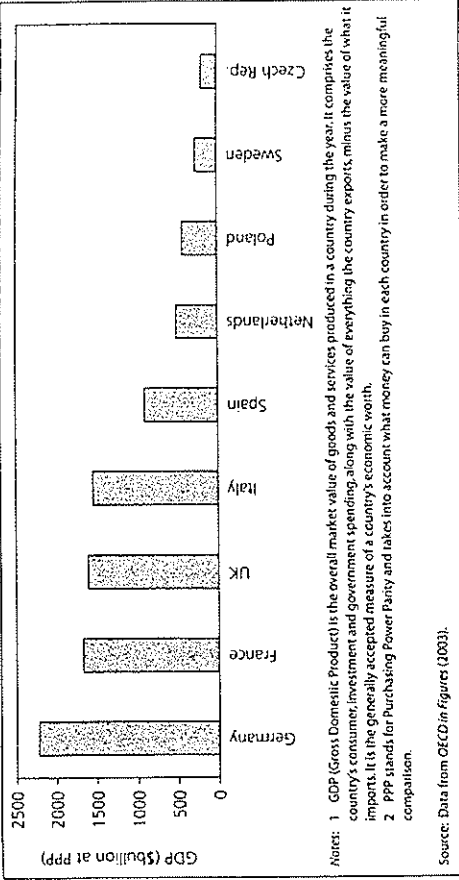 GDP ($bullion at PPP)
2500
2000
1500
1000
500
0
Germany
France
UK
Italy
Spain
Netherlands
Poland
Sweden
Czech Rep.
Notes: 1 GDP (Gross Domestic Product) is the overall market value of goods and services produced in a country during the year. It comprises the
country's consumer, investment and government spending, along with the value of everything the country exports, minus the value of what it
imports. It is the generally accepted measure of a country's economic worth.
2 PPP stands for Purchasing Power Parity and takes into account what money can buy in each country in order to make a more meaningful
comparison.
Source: Data from OECD in Figures (2003).